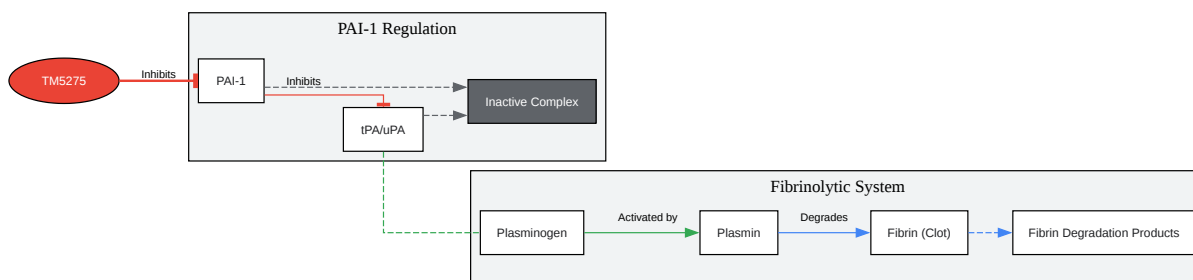 PAI-1 Regulation
TM5275
Inhibits
PAI-1
Inhibits
Inactive Complex
tPA/uPA
Fibrinolytic System
Plasminogen
Activated by
Plasmin
Degrades
Fibrin (Clot)
Fibrin Degradation Products